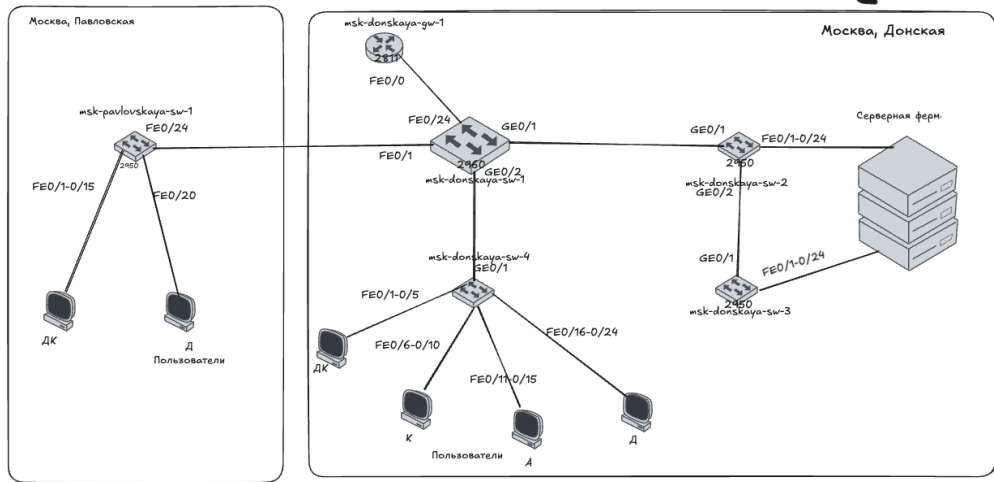 Москва, Павловская
msk-pavlovskaya-sw-1
FE0/24
2950
FE0/1-0/15
FE0/20
ДК
Д
Пользователи
Москва, Донская
msk-donskaya-gw-1
2811
FE0/0
FE0/24
GE0/1
FE0/1
2960
GE0/2
msk-donskaya-sw-1
GE0/1
FE0/1-0/24
2950
msk-donskaya-sw-2
GE0/2
Серверная ферм
GE0/1
FE0/1-0/24
2950
msk-donskaya-sw-3
msk-donskaya-sw-4
GE0/1
FE0/1-0/5
FE0/6-0/10
FE0/11-0/15
FE0/16-0/24
ДК
К
А
Д
Пользователи